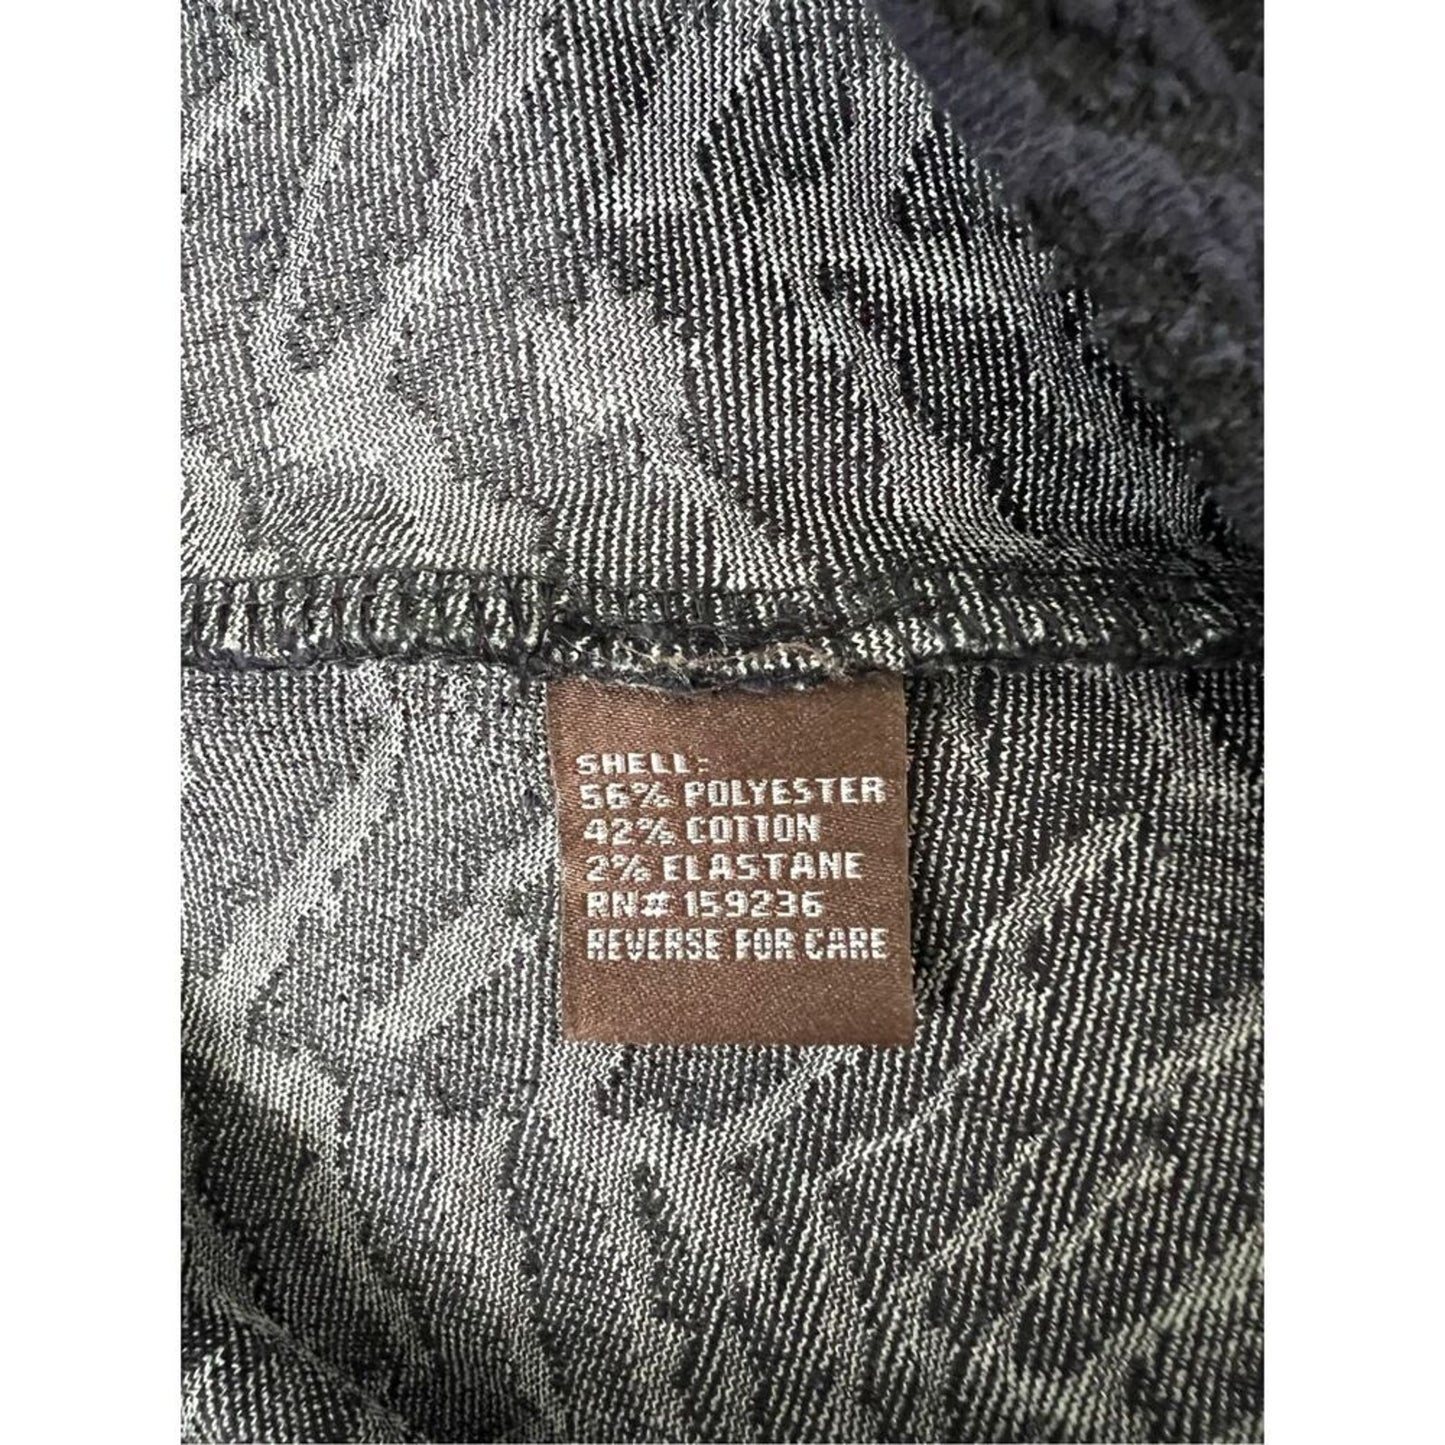 SHELL:
56% POLYESTER
42% COTTON
2% ELASTANE
RN# 159236
REVERSE FOR CARE